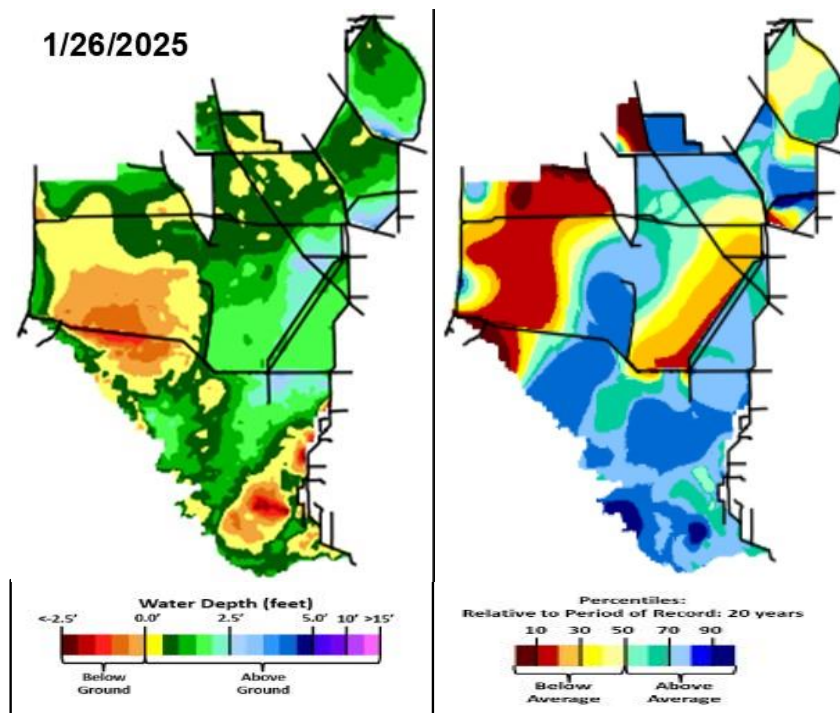 1/26/2025
Water Depth (feet)
<-2.5' 0.0' 2.5' 5.0' 10' >15'
Below
Ground
Above
Ground
Percentiles:
Relative to Period of Record: 20 years
10 30 50 70 90
Below
Average
Above
Average